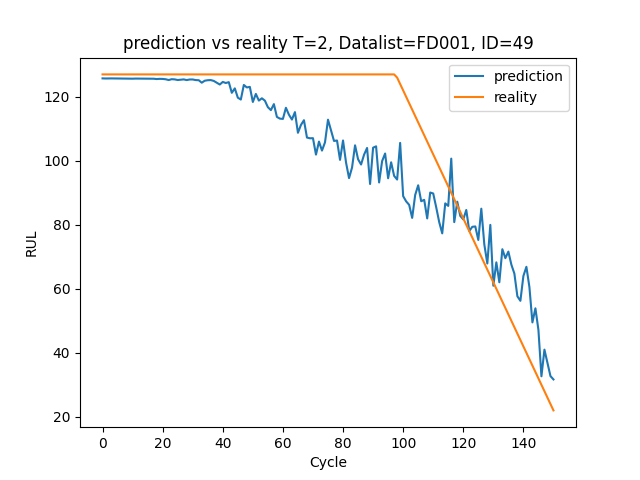 prediction vs reality T=2, Datalist=FD001, ID=49
prediction
reality
RUL
120
100
80
60
40
20
0 20 40 60 80 100 120 140
Cycle